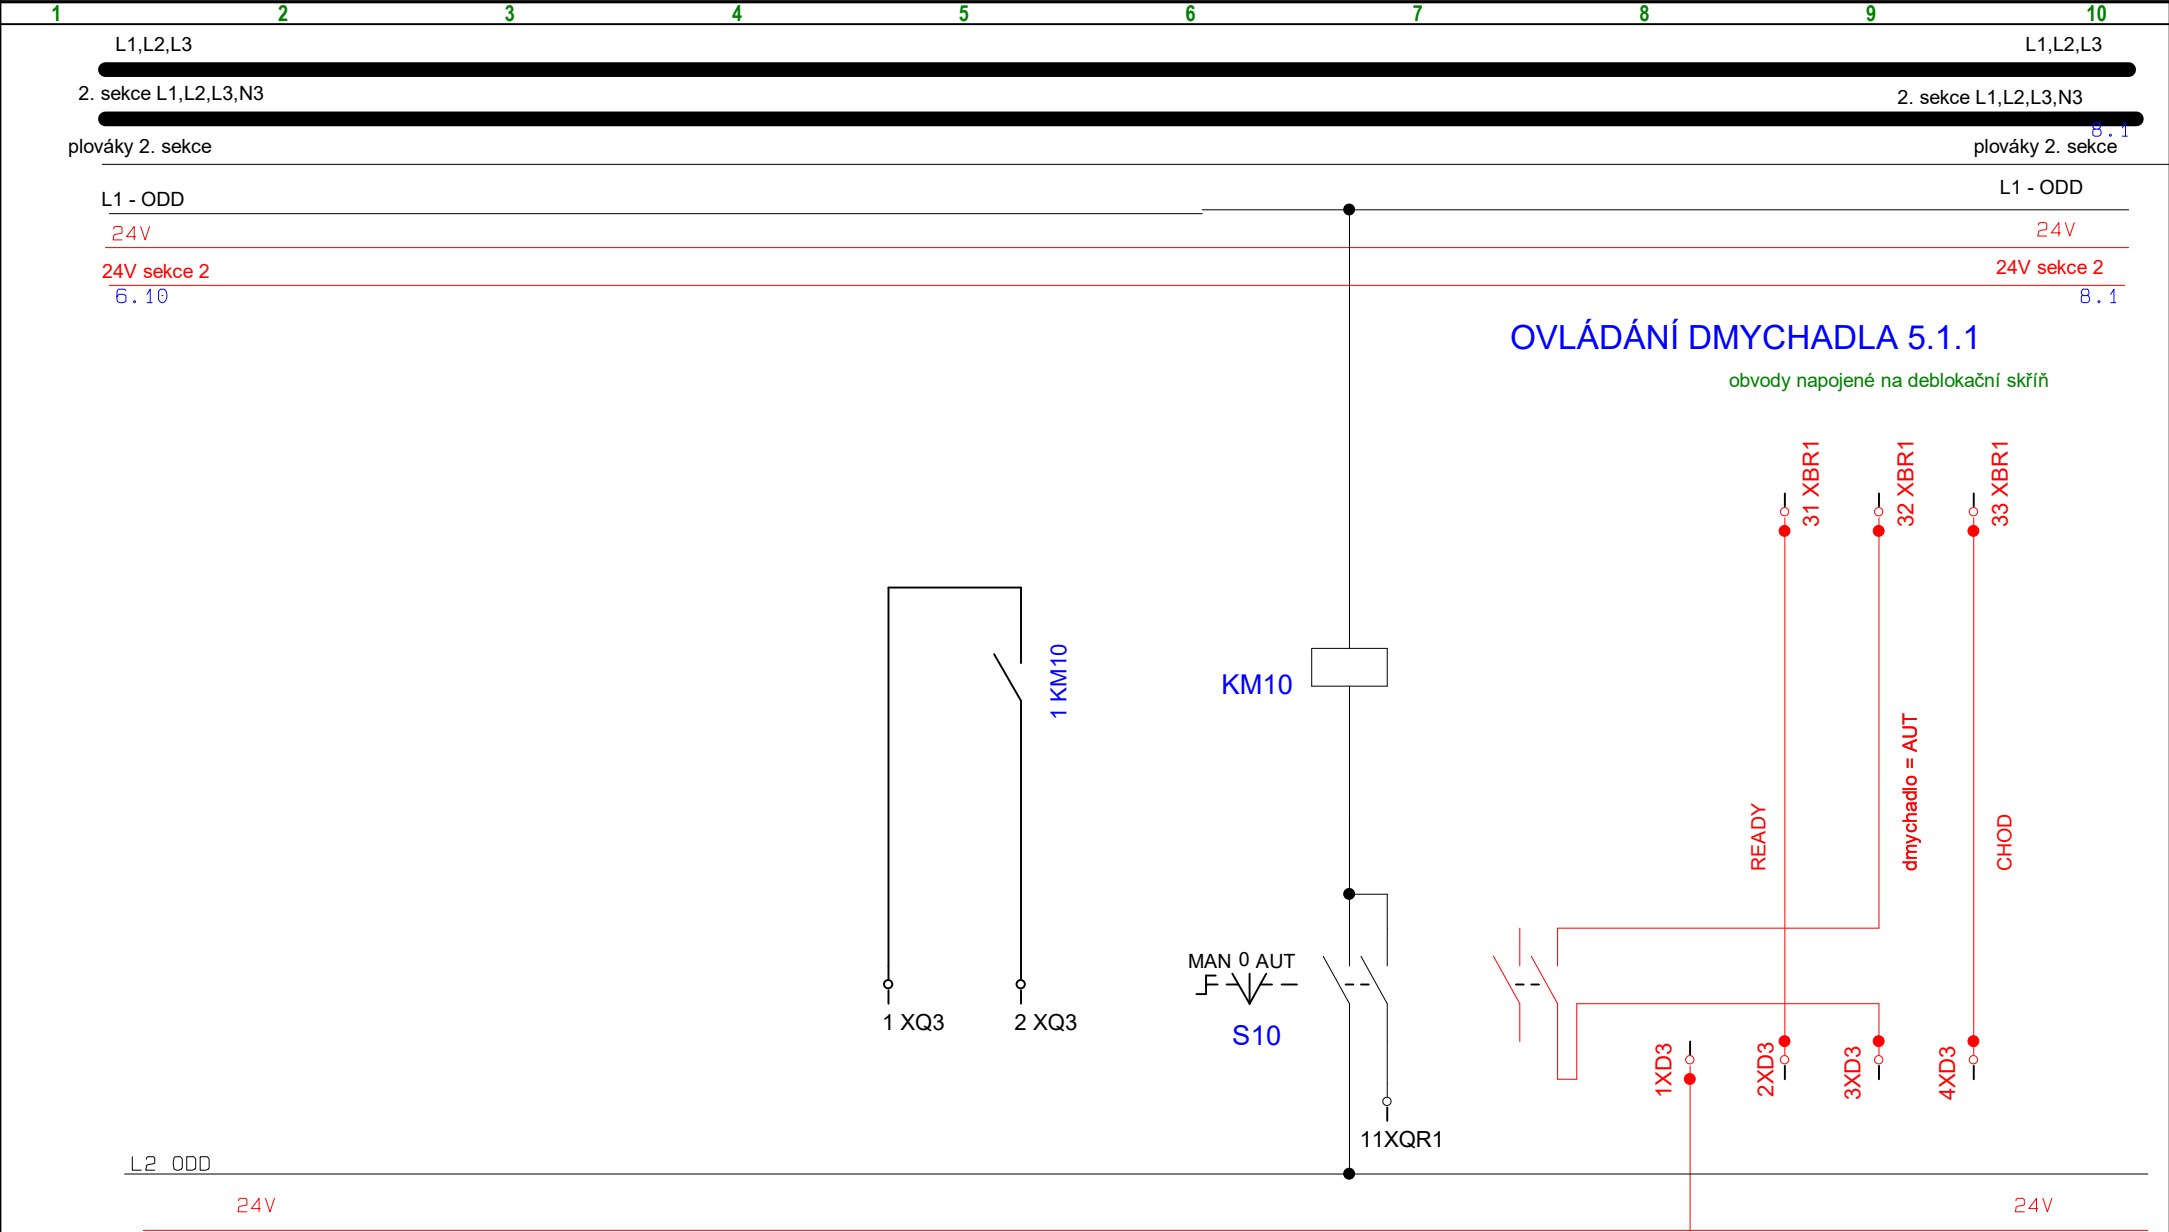 1 2 3 4 5 6 7 8 9 10
L1,L2,L3 L1,L2,L3
2. sekce L1,L2,L3,N3 2. sekce L1,L2,L3,N3
8.1
plováky 2. sekce plováky 2. sekce
L1 - ODD L1 - ODD
24V 24V
24V sekce 2 24V sekce 2
6.10 8.1
OVLÁDÁNÍ DMYCHADLA 5.1.1
obvody napojené na deblokační skříň
31 XBR1
32 XBR1
33 XBR1
1 KM10
KM10
READY
dmychadlo = AUT
CHOD
MAN 0 AUT
S10
1 XQ3
2 XQ3
1XD3
2XD3
3XD3
4XD3
11XQR1
L2 ODD
24V 24V